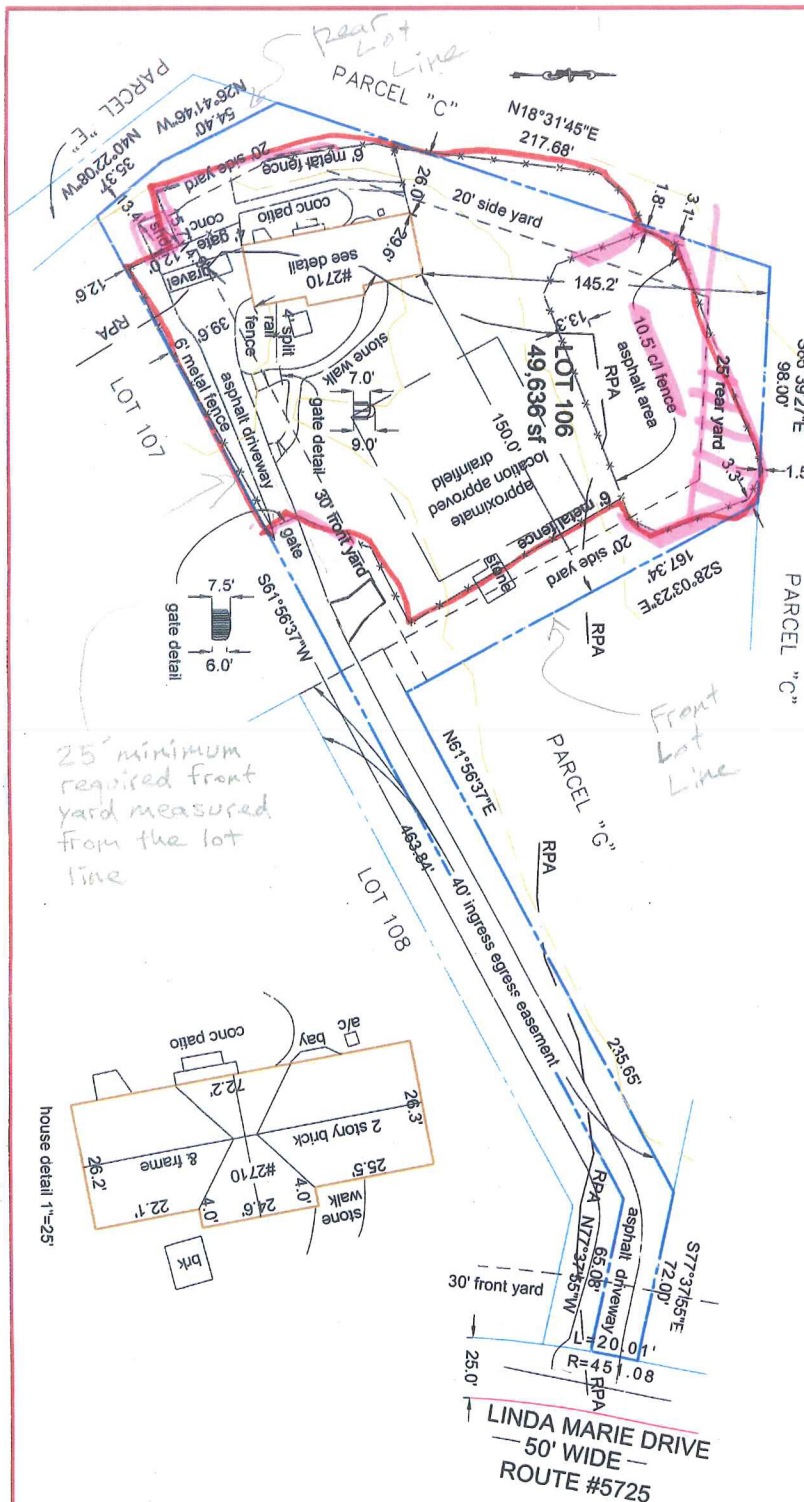 rear
Lot
Line
PARCEL "E"
PARCEL "C"
N26°41'46"W
54.40'
N40°22'08"W
35.37'
N18°31'45"E
217.68'
20' side yard
6' metal fence
26.0'
20' side yard
1.8'
3.1'
98.00'
13.4'
conc
gate
12.0'
conc patio
29.6'
#2710
see detail
gravel
145.2'
13.3'
10.5' c/l fence
asphalt area
25' rear yard
12.6'
RPA
39.6'
4' split
rail
fence
stone walk
LOT 106
49,636 sf
RPA
3.3'
6' metal fence
asphalt driveway
LOT 107
7.0'
9.0'
gate detail
150.0'
approximate
location approved
drainfield
30' front yard
gate
6' metal fence
20' side yard
S28°03'23"E
167.34'
PARCEL "C"
stone
RPA
7.5'
6.0'
gate detail
S61°56'37"W
Front
Lot
Line
25' minimum
required front
yard measured
from the lot
line
N61°56'37"E
PARCEL "G"
463.84'
RPA
LOT 108
40' ingress egress easement
235.65'
conc patio
bay
a/c
72.2'
26.3'
2 story brick
#2710
& frame
26.2'
22.1'
4.0'
24.6'
4.0'
25.5'
stone
walk
brk
house detail 1"=25'
RPA
N77°37'55"W
65.08'
asphalt driveway
S77°37'55"E
72.00'
30' front yard
L=20.01'
R=451.08
RPA
25.0'
LINDA MARIE DRIVE
50' WIDE
ROUTE #5725